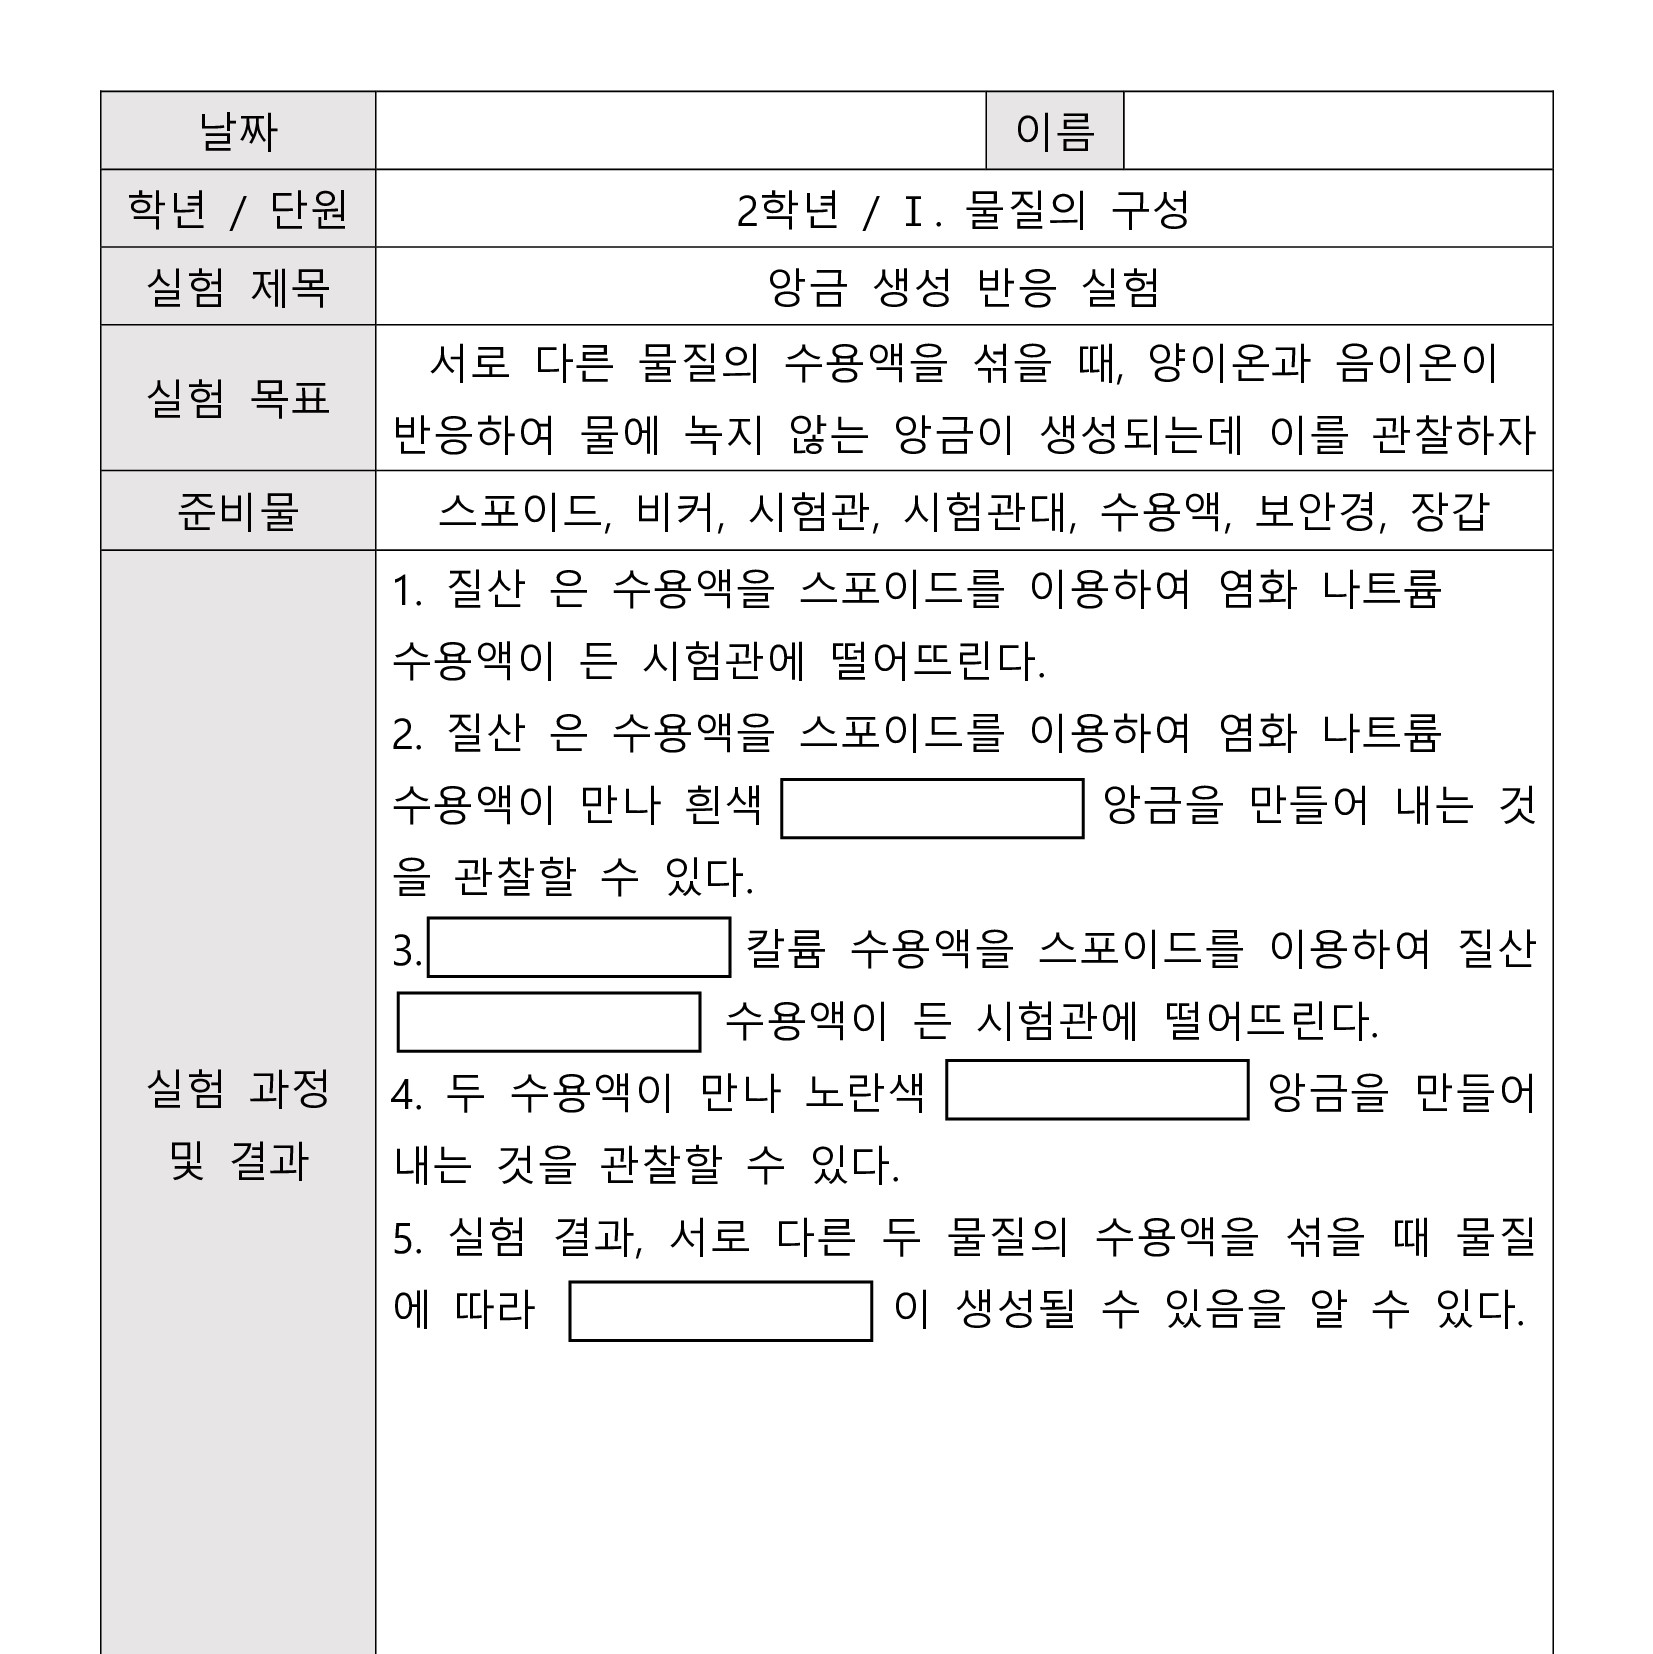 날짜 이름
학년 / 단원 2학년 / Ⅰ. 물질의 구성
실험 제목 앙금 생성 반응 실험
실험 목표
서로 다른 물질의 수용액을 섞을 때, 양이온과 음이온이
반응하여 물에 녹지 않는 앙금이 생성되는데 이를 관찰하자
준비물 스포이드, 비커, 시험관, 시험관대, 수용액, 보안경, 장갑
실험 과정
및 결과
1. 질산 은 수용액을 스포이드를 이용하여 염화 나트륨
수용액이 든 시험관에 떨어뜨린다.
2. 질산 은 수용액을 스포이드를 이용하여 염화 나트륨
수용액이 만나 흰색 앙금을 만들어 내는 것
을 관찰할 수 있다.
3. 칼륨 수용액을 스포이드를 이용하여 질산
수용액이 든 시험관에 떨어뜨린다.
4. 두 수용액이 만나 노란색 앙금을 만들어
내는 것을 관찰할 수 있다.
5. 실험 결과, 서로 다른 두 물질의 수용액을 섞을 때 물질
에 따라 이 생성될 수 있음을 알 수 있다.